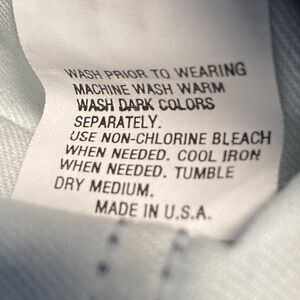 WASH PRIOR TO WEARING
MACHINE WASH WARM
WASH DARK COLORS
SEPARATELY.
USE NON-CHLORINE BLEACH
WHEN NEEDED. COOL IRON
WHEN NEEDED. TUMBLE
DRY MEDIUM.
MADE IN U.S.A.